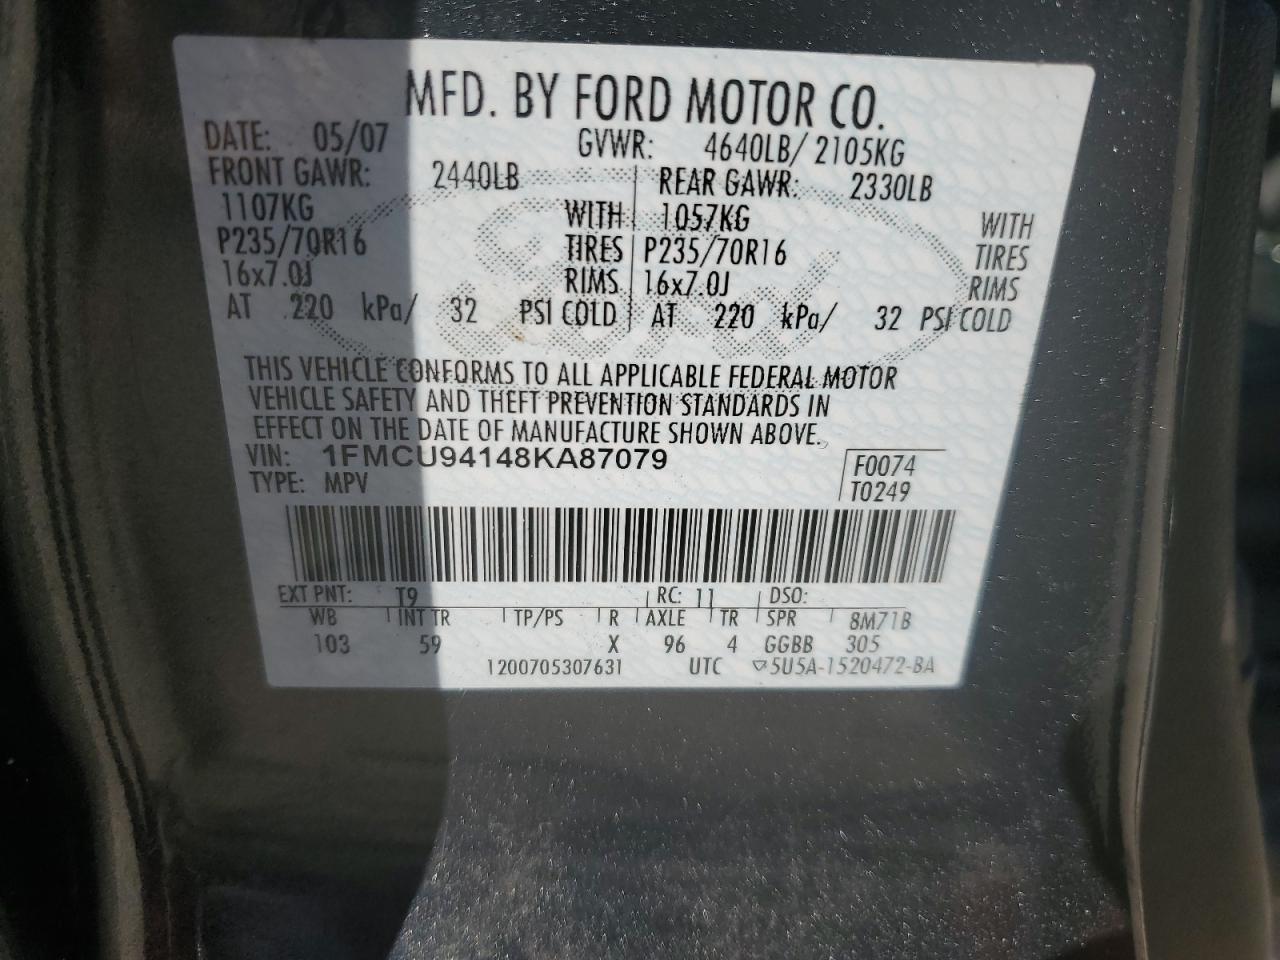 MFD. BY FORD MOTOR CO.
DATE: 05/07 GVWR: 4640LB/ 2105KG
FRONT GAWR: 2440LB REAR GAWR: 2330LB
1107KG WITH 1057KG WITH
P235/70R16 TIRES P235/70R16 TIRES
16x7.0J RIMS 16x7.0J RIMS
AT 220 kPa/ 32 PSI COLD AT 220 kPa/ 32 PSI COLD
Ford
THIS VEHICLE CONFORMS TO ALL APPLICABLE FEDERAL MOTOR
VEHICLE SAFETY AND THEFT PREVENTION STANDARDS IN
EFFECT ON THE DATE OF MANUFACTURE SHOWN ABOVE.
VIN: 1FMCU94148KA87079 F0074
TYPE: MPV T0249
EXT PNT: T9 RC: 11 DSO:
WB INT TR TP/PS R AXLE TR SPR 8M71B
103 59 X 96 4 GGBB 305
1200705307631 UTC ▽5U5A-1520472-BA